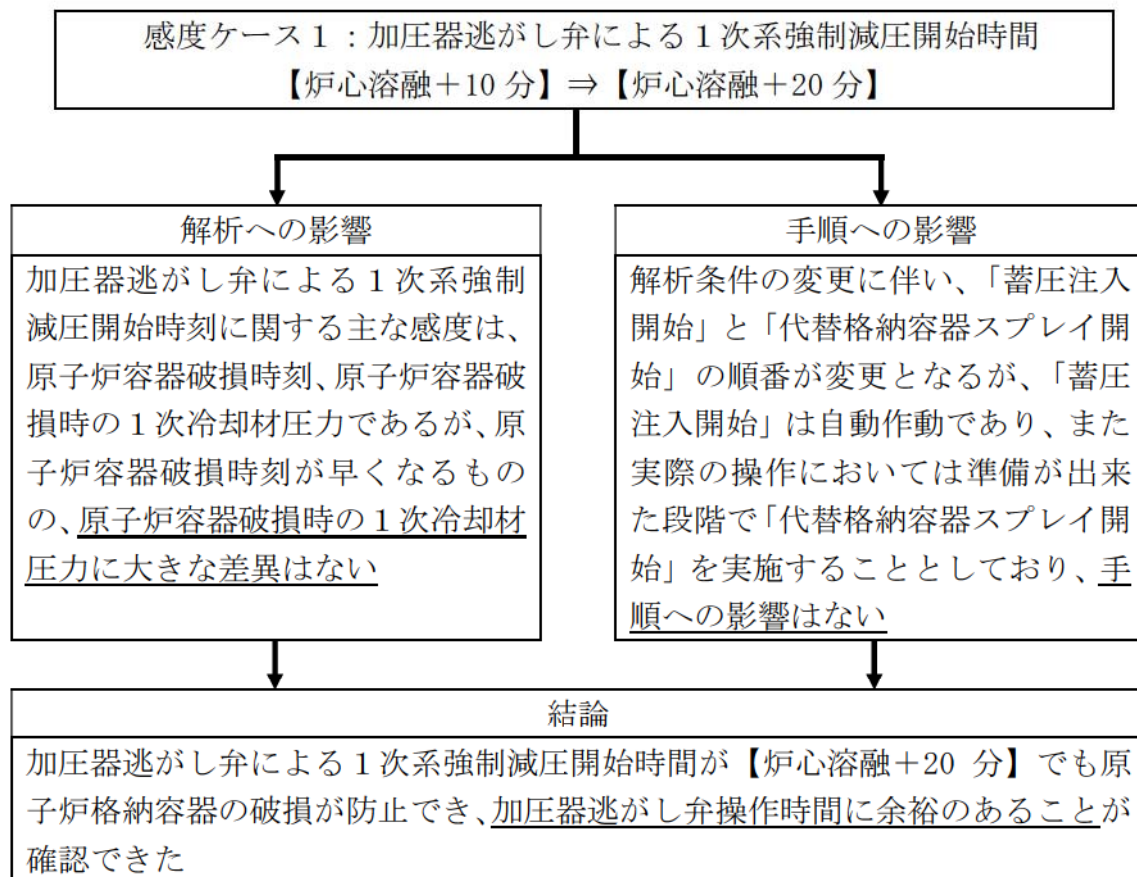 感度ケース１：加圧器逃がし弁による１次系強制減圧開始時間
【炉心溶融＋10 分】⇒【炉心溶融＋20 分】
解析への影響
加圧器逃がし弁による１次系強制
減圧開始時刻に関する主な感度は、
原子炉容器破損時刻、原子炉容器破
損時の１次冷却材圧力であるが、原
子炉容器破損時刻が早くなるもの
の、原子炉容器破損時の１次冷却材
圧力に大きな差異はない
手順への影響
解析条件の変更に伴い、「蓄圧注入
開始」と「代替格納容器スプレイ開
始」の順番が変更となるが、「蓄圧
注入開始」は自動作動であり、また
実際の操作においては準備が出来
た段階で「代替格納容器スプレイ開
始」を実施することとしており、手
順への影響はない
結論
加圧器逃がし弁による１次系強制減圧開始時間が【炉心溶融＋20 分】でも原
子炉格納容器の破損が防止でき、加圧器逃がし弁操作時間に余裕のあることが
確認できた